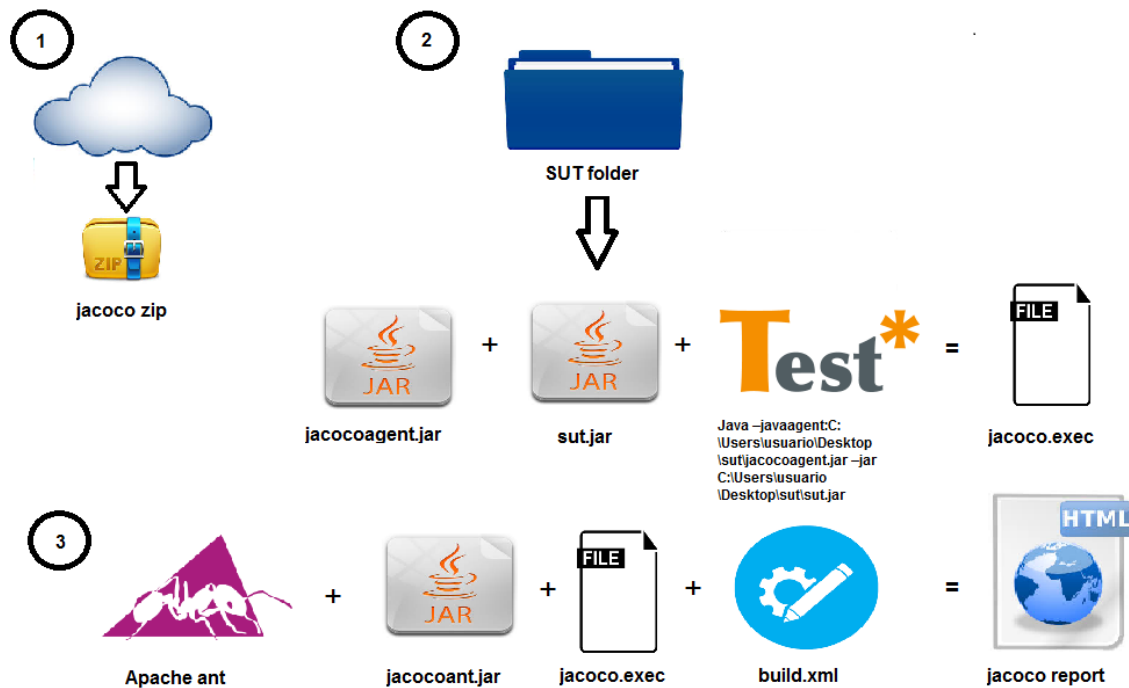 1
2
SUT folder
ZIP
jacoco zip
JAR
+
JAR
+
Test*
=
FILE
jacocoagent.jar
sut.jar
Java –javaagent:C:
\Users\usuario\Desktop
\sut\jacocoagent.jar –jar
C:\Users\usuario
\Desktop\sut\sut.jar
jacoco.exec
3
+
JAR
+
FILE
+
=
HTML
Apache ant
jacocoant.jar
jacoco.exec
build.xml
jacoco report